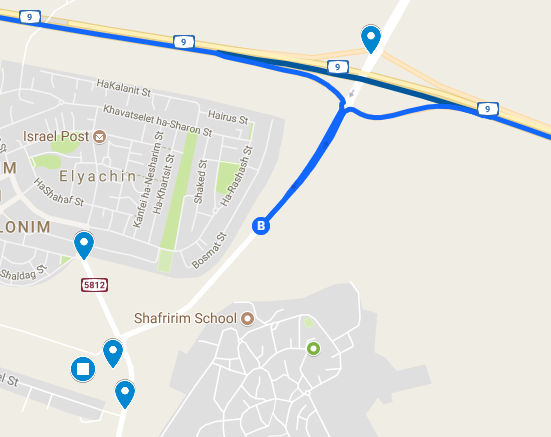 9
9
9
9
HaKalanit St
Khavatselet ha-Sharon St
Hairus St
Israel Post
Elyachin
Kanfei ha-Nesharim St
Ha-Khartsit St
Shaked St
Ha-Rashash St
M
HaShahaf St
LONIM
B
Bosmat St
Shaldag St
5812
Shafririm School
el St